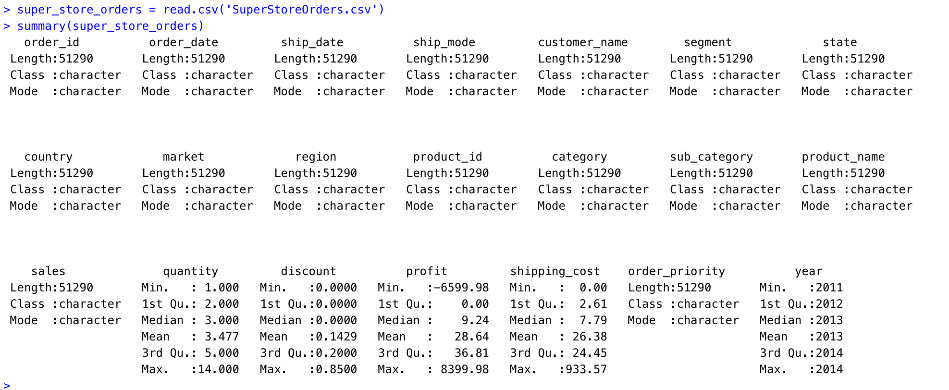 > super_store_orders = read.csv('SuperStoreOrders.csv')
> summary(super_store_orders)
order_id order_date ship_date ship_mode customer_name segment state
Length:51290 Length:51290 Length:51290 Length:51290 Length:51290 Length:51290 Length:51290
Class :character Class :character Class :character Class :character Class :character Class :character Class :character
Mode :character Mode :character Mode :character Mode :character Mode :character Mode :character Mode :character
country market region product_id category sub_category product_name
Length:51290 Length:51290 Length:51290 Length:51290 Length:51290 Length:51290 Length:51290
Class :character Class :character Class :character Class :character Class :character Class :character Class :character
Mode :character Mode :character Mode :character Mode :character Mode :character Mode :character Mode :character
sales quantity discount profit shipping_cost order_priority year
Length:51290 Min. : 1.000 Min. :0.0000 Min. :-6599.98 Min. : 0.00 Length:51290 Min. :2011
Class :character 1st Qu.: 2.000 1st Qu.:0.0000 1st Qu.: 0.00 1st Qu.: 2.61 Class :character 1st Qu.:2012
Mode :character Median : 3.000 Median :0.0000 Median : 9.24 Median : 7.79 Mode :character Median :2013
Mean : 3.477 Mean :0.1429 Mean : 28.64 Mean : 26.38 Mean :2013
3rd Qu.: 5.000 3rd Qu.:0.2000 3rd Qu.: 36.81 3rd Qu.: 24.45 3rd Qu.:2014
Max. :14.000 Max. :0.8500 Max. : 8399.98 Max. :933.57 Max. :2014
>